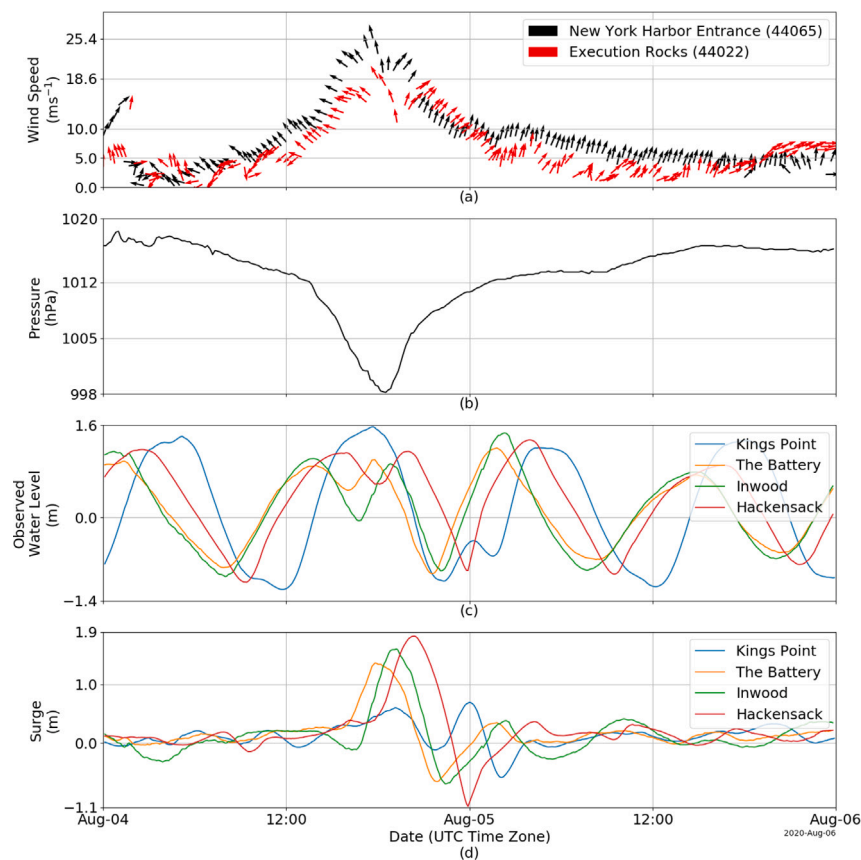 25.4
18.6
10.0
5.0
0.0
Wind Speed
(ms⁻¹)
New York Harbor Entrance (44065)
Execution Rocks (44022)
(a)
1020
1012
1005
998
Pressure
(hPa)
(b)
1.6
0.0
−1.4
Observed
Water Level
(m)
Kings Point
The Battery
Inwood
Hackensack
(c)
1.9
1.0
0.0
−1.1
Surge
(m)
Kings Point
The Battery
Inwood
Hackensack
Aug-04
12:00
Aug-05
12:00
Aug-06
2020-Aug-06
Date (UTC Time Zone)
(d)